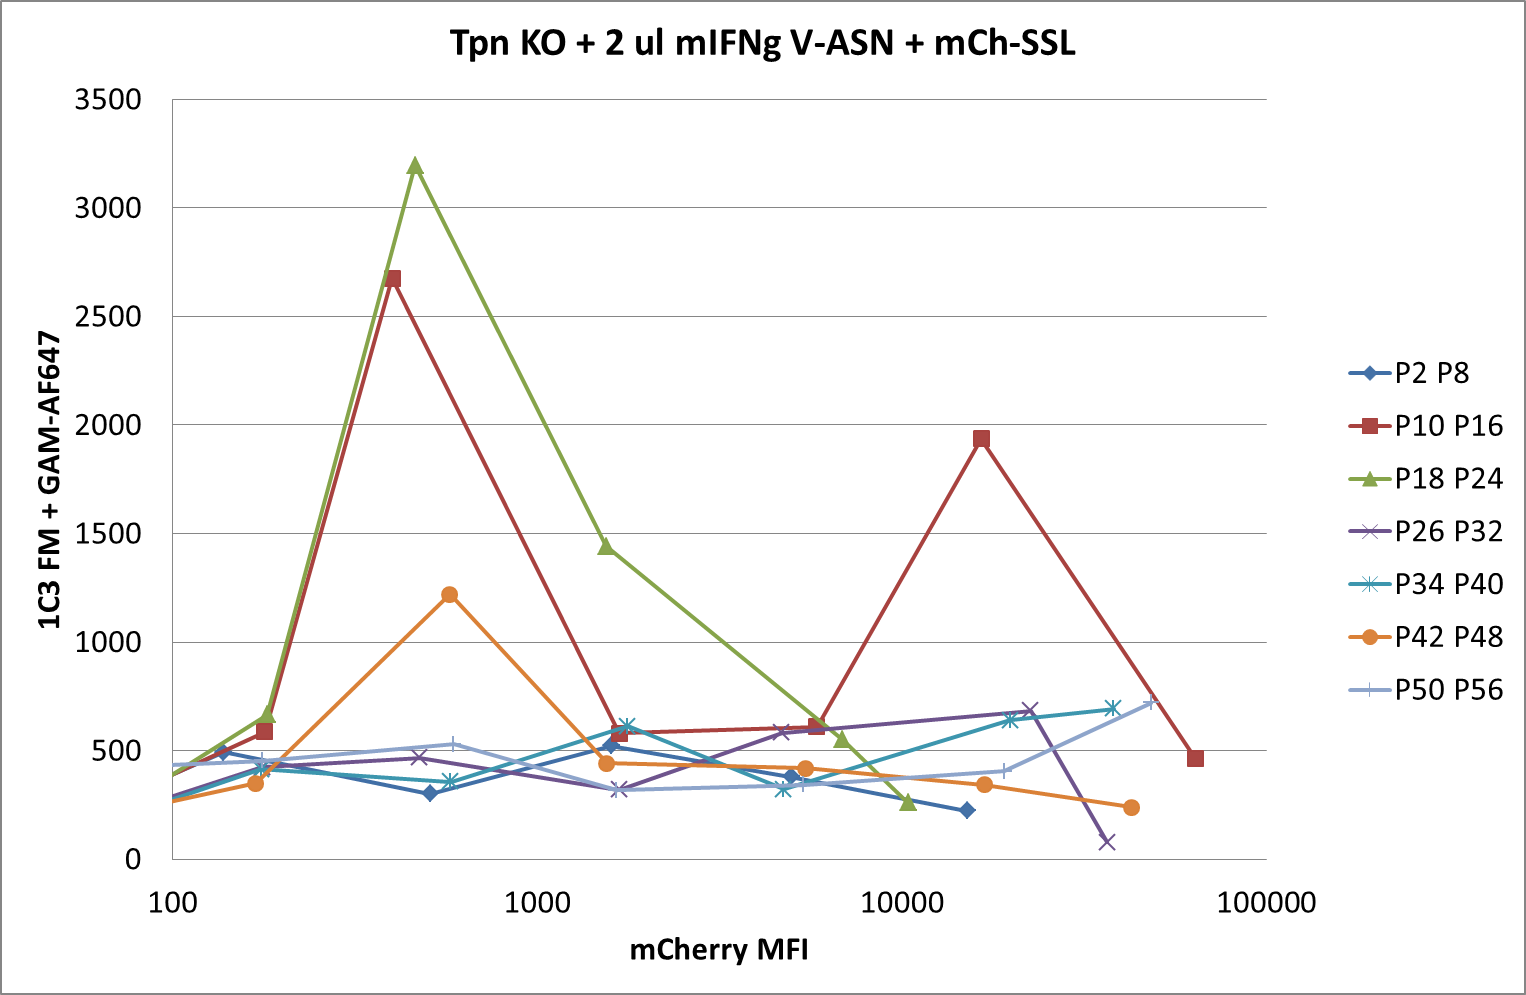 Tpn KO + 2 ul mIFNg V-ASN + mCh-SSL
3500
3000
2500
2000
1500
1000
500
0
1C3 FM + GAM-AF647
100
1000
10000
100000
mCherry MFI
P2 P8
P10 P16
P18 P24
P26 P32
P34 P40
P42 P48
P50 P56